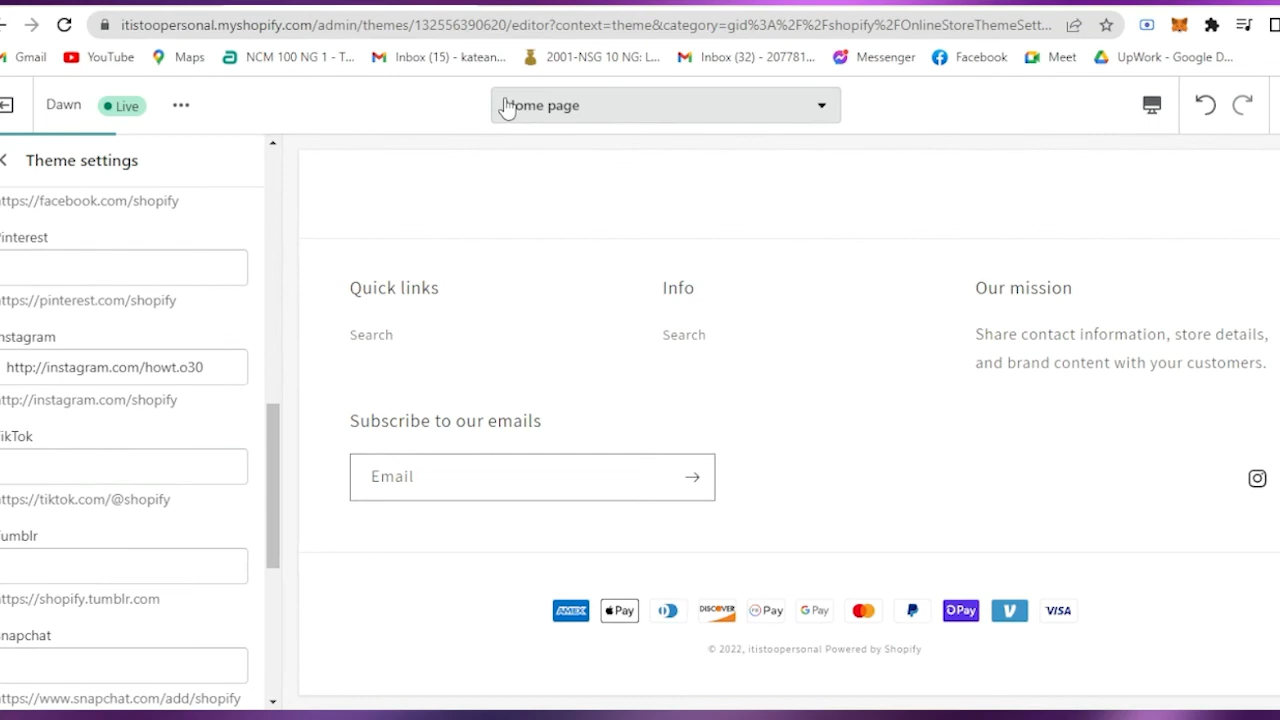 itistoopersonal.myshopify.com/admin/themes/132556390620/editor?context=theme&category=gid%3A%2F%2Fshopify%2FOnlineStoreThemeSett...
Gmail YouTube Maps NCM 100 NG 1 - T... Inbox (15) - katean... 2001-NSG 10 NG: L... Inbox (32) - 207781... Messenger Facebook Meet UpWork - Google D...
Dawn Live ... ome page
Theme settings
ttps://facebook.com/shopify
interest
ttps://pinterest.com/shopify
nstagram
http://instagram.com/howt.o30
ttp://instagram.com/shopify
ikTok
ttps://tiktok.com/@shopify
umblr
ttps://shopify.tumblr.com
napchat
ttps://www.snapchat.com/add/shopify
Quick links
Search
Info
Search
Our mission
Share contact information, store details,
and brand content with your customers.
Subscribe to our emails
Email
AMEX Pay DISCOVER Pay G Pay Pay V VISA
© 2022, itistoopersonal Powered by Shopify